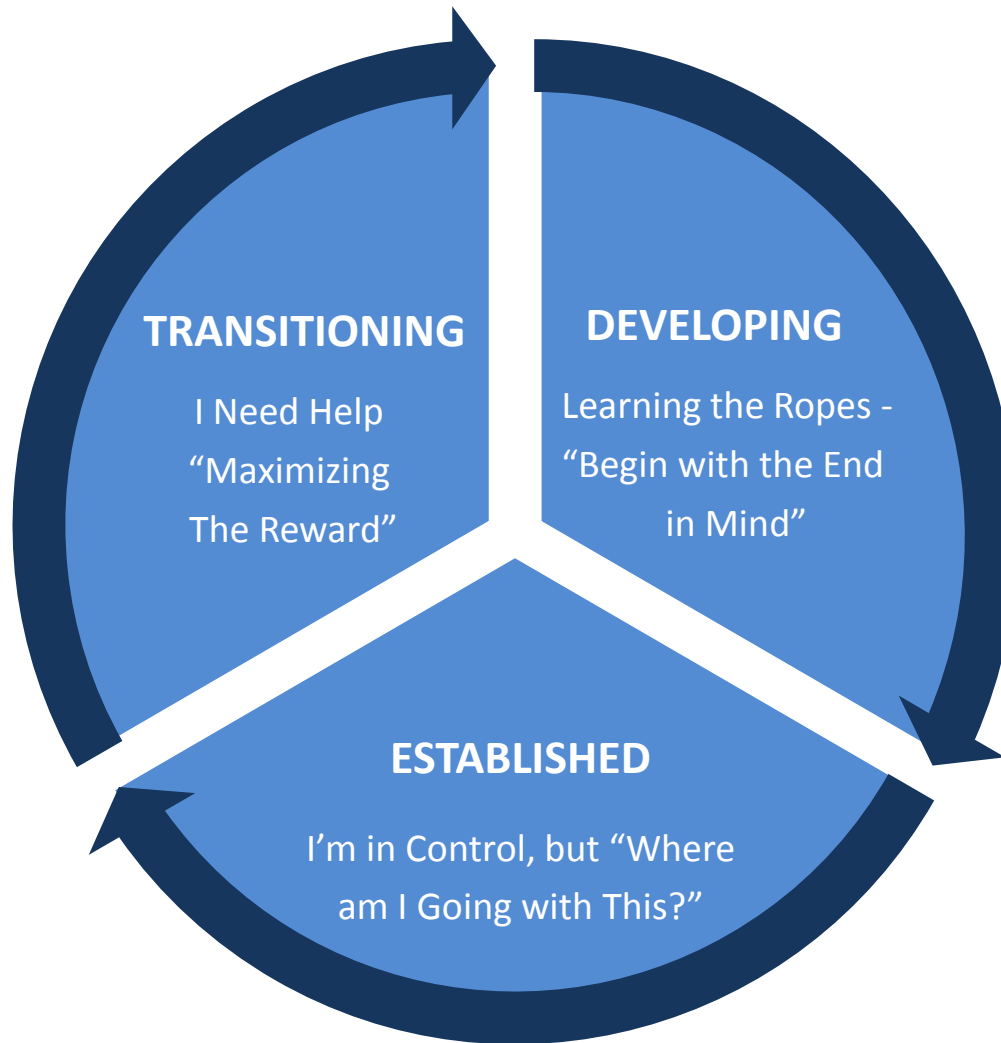 TRANSITIONING
I Need Help
“Maximizing
The Reward”
DEVELOPING
Learning the Ropes -
“Begin with the End
in Mind”
ESTABLISHED
I’m in Control, but “Where
am I Going with This?”